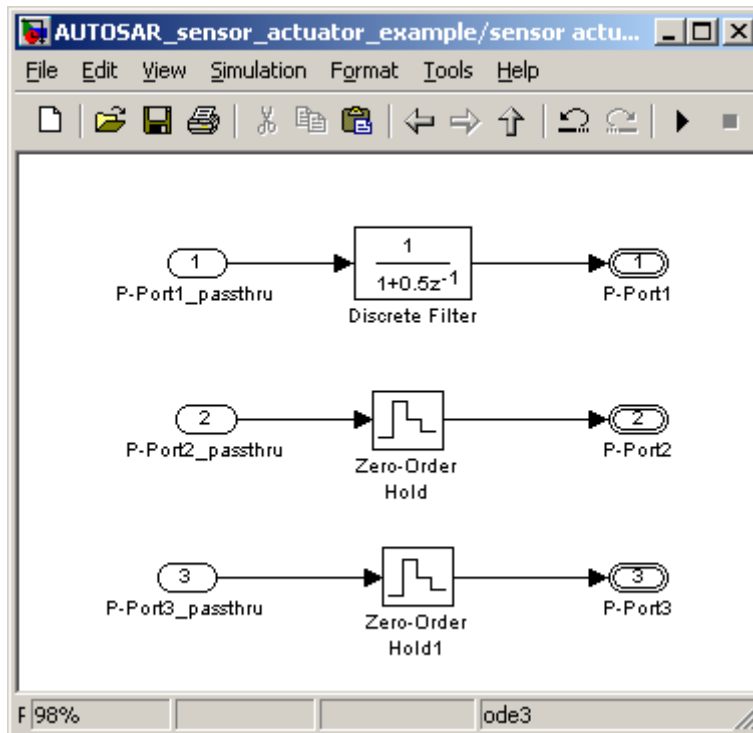 AUTOSAR_sensor_actuator_example/sensor actu...
File Edit View Simulation Format Tools Help
1
1
1+0.5z-1
1
P-Port1_passthru
Discrete Filter
P-Port1
2
2
P-Port2_passthru
Zero-Order
Hold
P-Port2
3
3
P-Port3_passthru
Zero-Order
Hold1
P-Port3
F 98% ode3